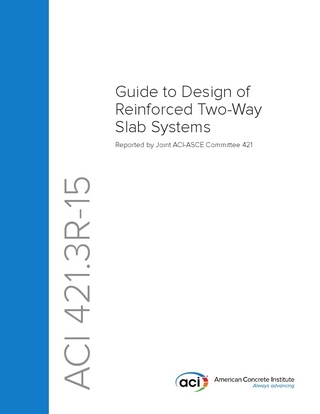 Guide to Design of
Reinforced Two-Way
Slab Systems
Reported by Joint ACI-ASCE Committee 421
ACI 421.3R-15
aci
American Concrete Institute
Always advancing